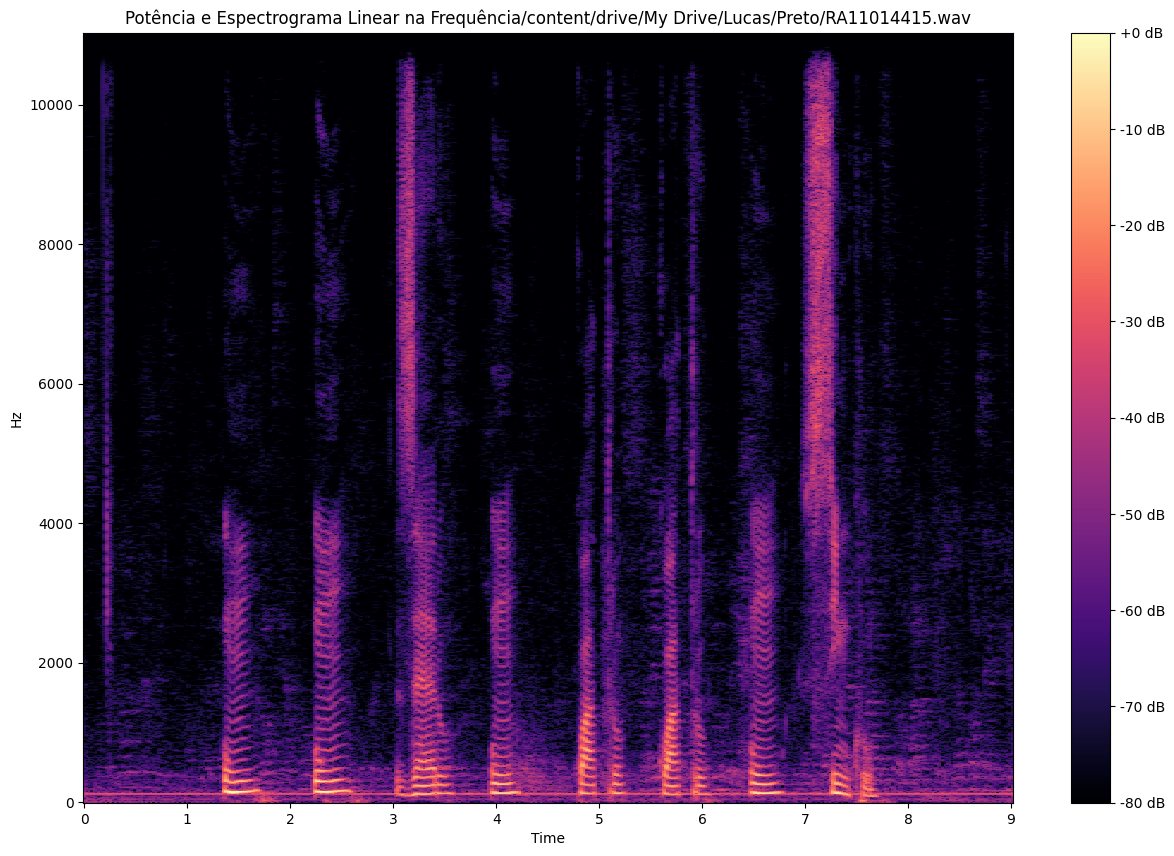 Potência e Espectrograma Linear na Frequência/content/drive/My Drive/Lucas/Preto/RA11014415.wav
+0 dB
-10 dB
-20 dB
-30 dB
-40 dB
-50 dB
-60 dB
-70 dB
-80 dB
Hz
10000
8000
6000
4000
2000
0
0 1 2 3 4 5 6 7 8 9
Time